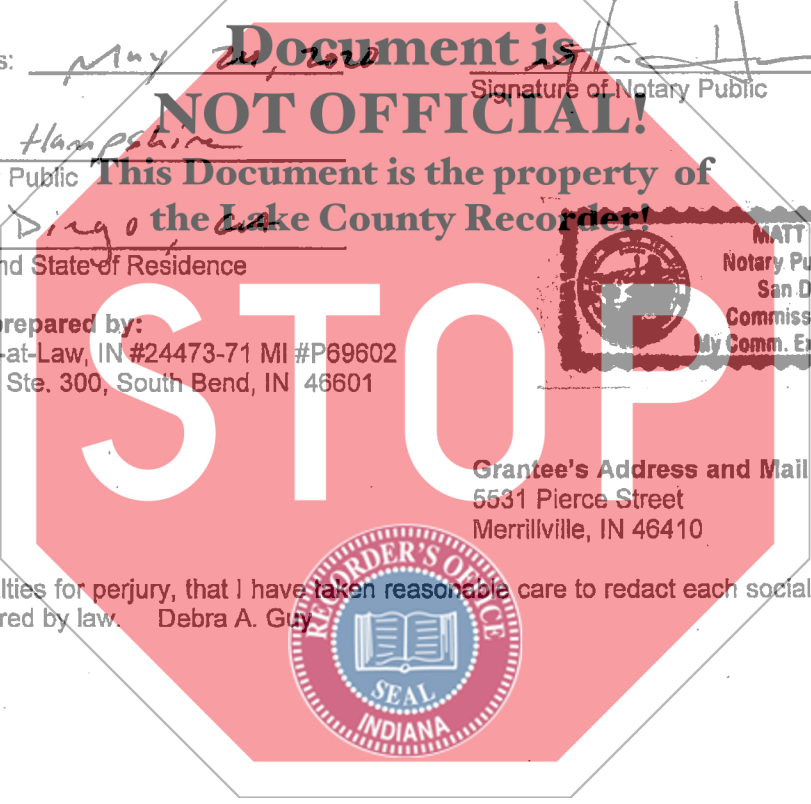 s: May 24, 2020
Document is
Signature of Notary Public
NOT OFFICIAL!
Hampshire
Public
This Document is the property of
the Lake County Recorder!
Diego, CA
nd State of Residence
MATT
Notary Pu
San D
Commiss
My Comm. Ex
prepared by:
-at-Law, IN #24473-71 MI #P69602
Ste. 300, South Bend, IN 46601
STOP
Grantee's Address and Mail
5531 Pierce Street
Merrillville, IN 46410
lties for perjury, that I have taken reasonable care to redact each social
red by law. Debra A. Guy
RECORDER'S OFFICE
SEAL
INDIANA